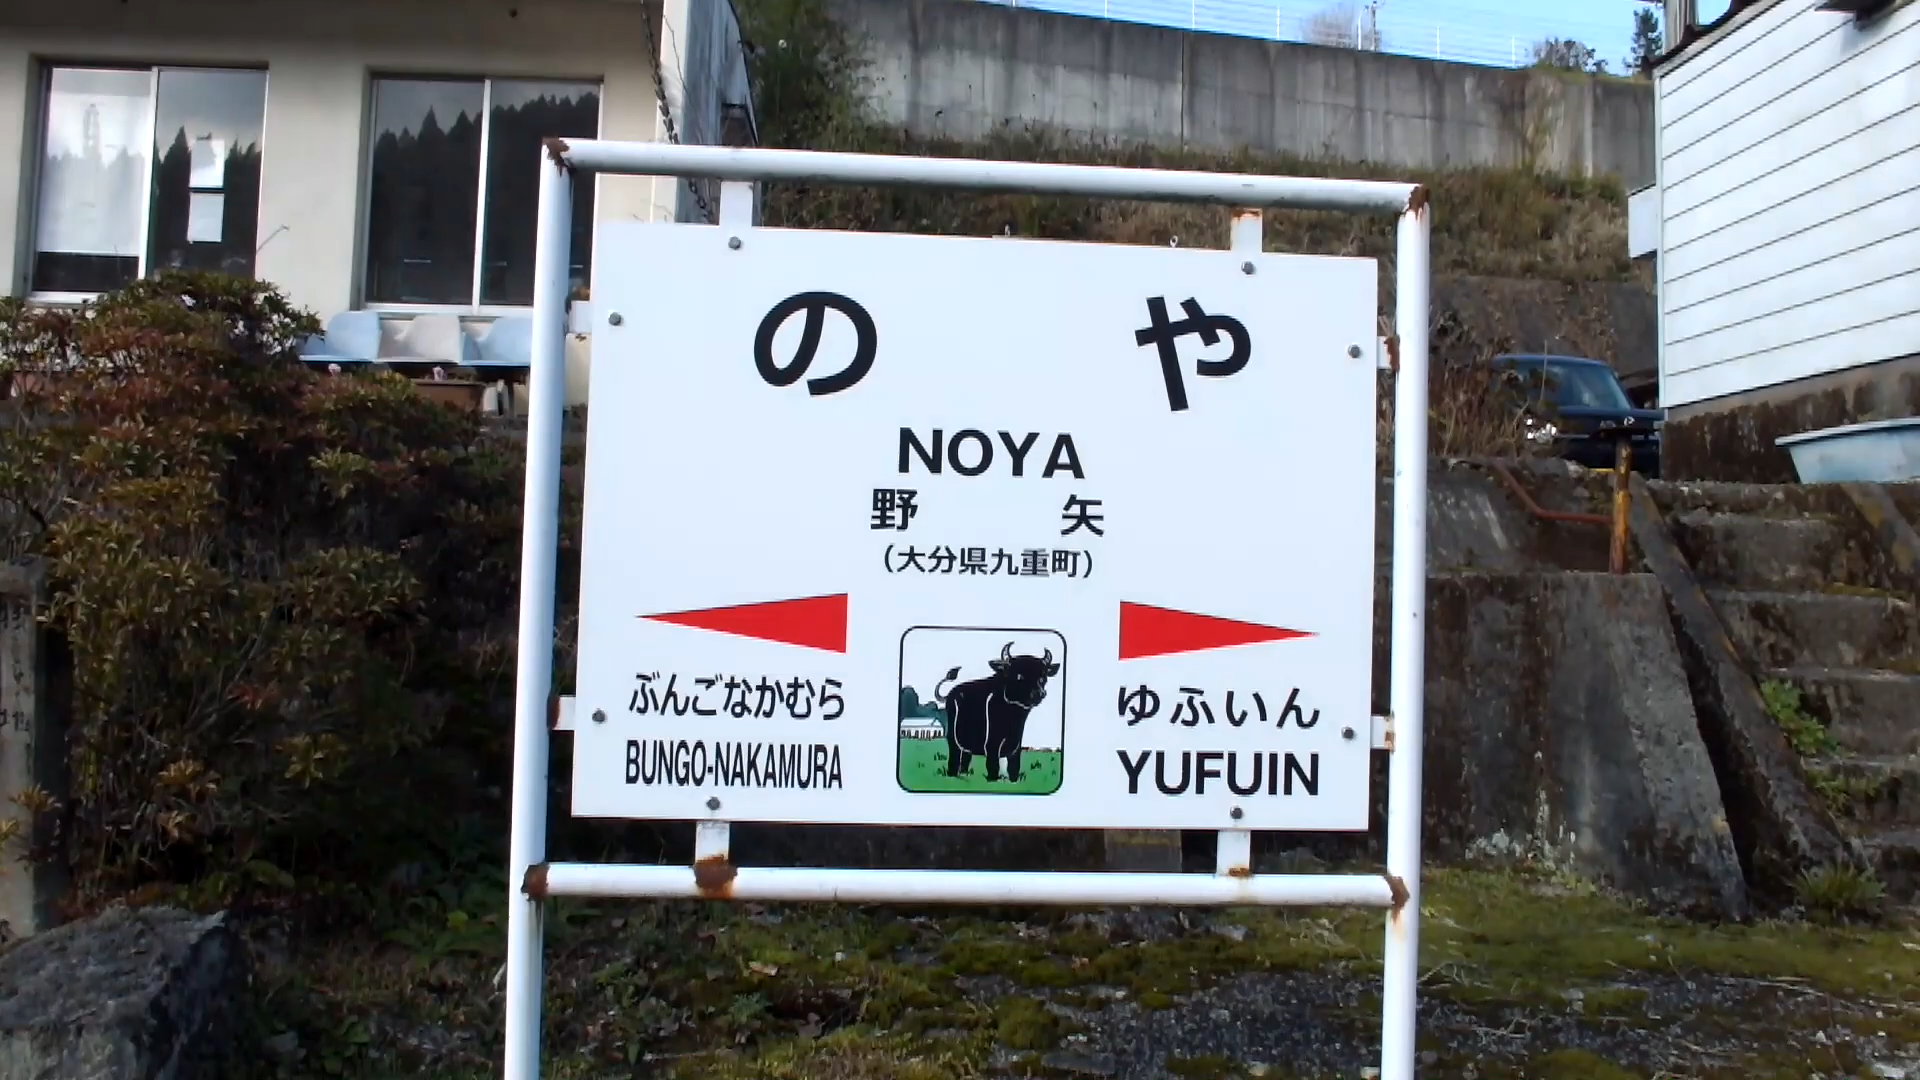 のや
NOYA
野矢
（大分県九重町）
ぶんごなかむら
BUNGO-NAKAMURA
ゆふいん
YUFUIN